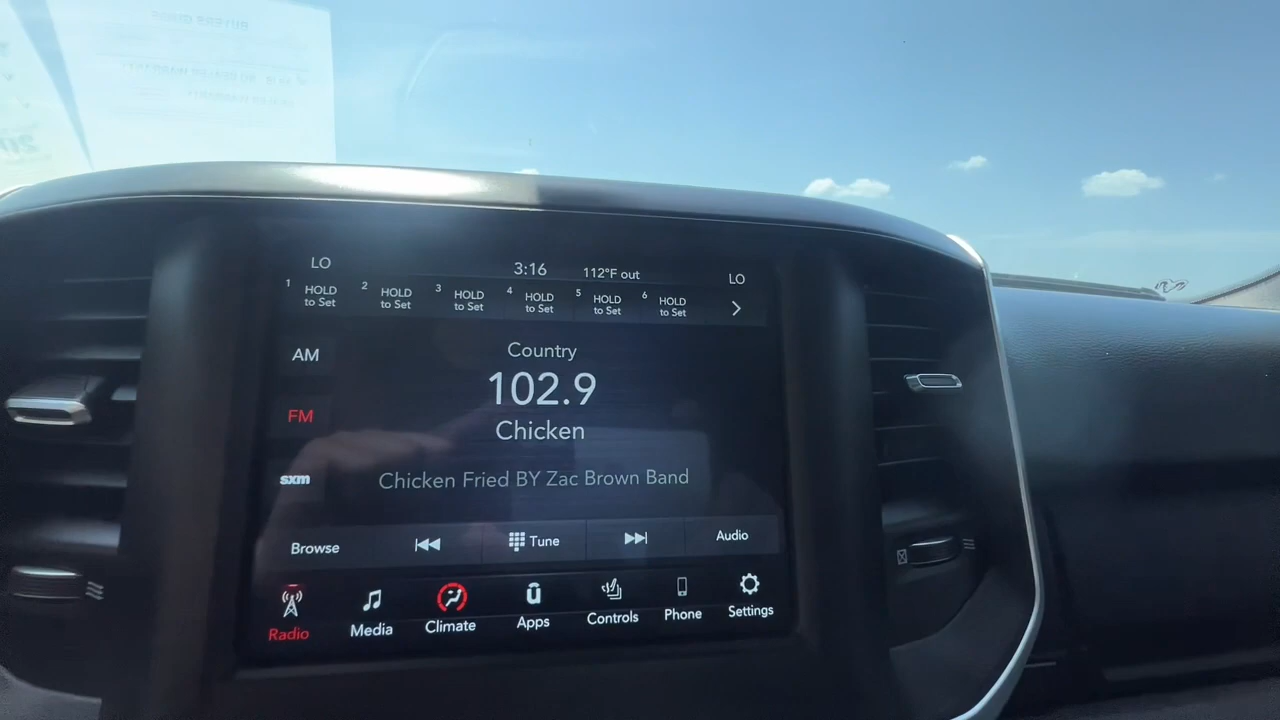 BUYERS GUIDE
LO
3:16
112°F out
LO
1 HOLD to Set
2 HOLD to Set
3 HOLD to Set
4 HOLD to Set
5 HOLD to Set
6 HOLD to Set
AM
Country
102.9
FM
Chicken
sxm
Chicken Fried BY Zac Brown Band
Browse
Tune
Audio
Radio
Media
Climate
Apps
Controls
Phone
Settings